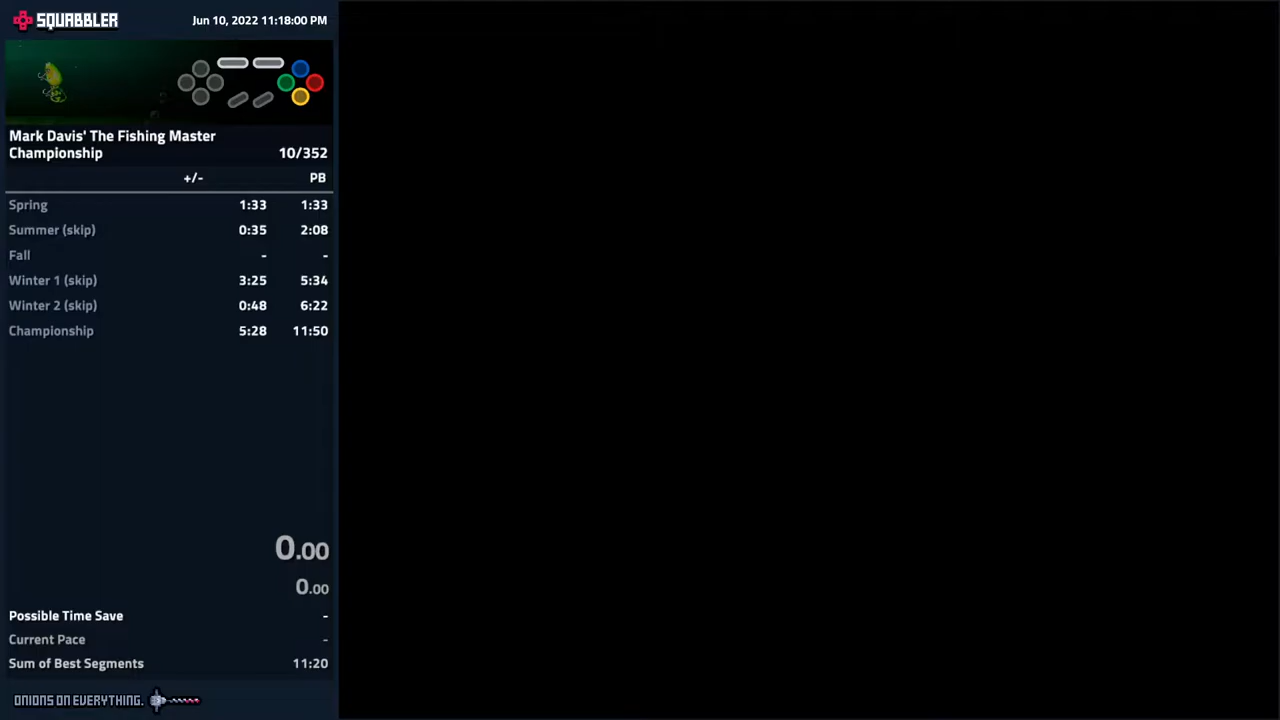 SQUABBLER Jun 10, 2022 11:18:00 PM
Mark Davis' The Fishing Master
Championship 10/352
+/- PB
Spring 1:33 1:33
Summer (skip) 0:35 2:08
Fall - -
Winter 1 (skip) 3:25 5:34
Winter 2 (skip) 0:48 6:22
Championship 5:28 11:50
0.00
0.00
Possible Time Save -
Current Pace -
Sum of Best Segments 11:20
ONIONS ON EVERYTHING.